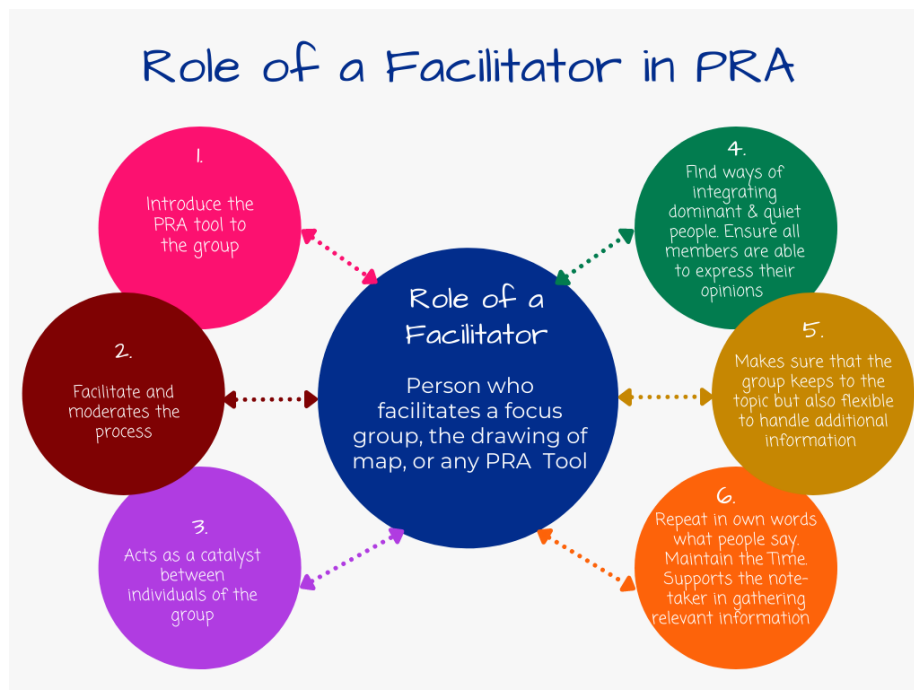 Role of a Facilitator in PRA
1.
Introduce the
PRA tool to
the group
2.
Facilitate and
moderates the
process
3.
Acts as a catalyst
between
individuals of the
group
Role of a
Facilitator
Person who
facilitates a focus
group, the drawing of
map, or any PRA Tool
4.
FInd ways of
integrating
dominant & quiet
people. Ensure all
members are able
to express their
opinions
5.
Makes sure that the
group keeps to the
topic but also flexible
to handle additional
information
6.
Repeat in own words
what people say.
Maintain the Time.
Supports the note-
taker in gathering
relevant information